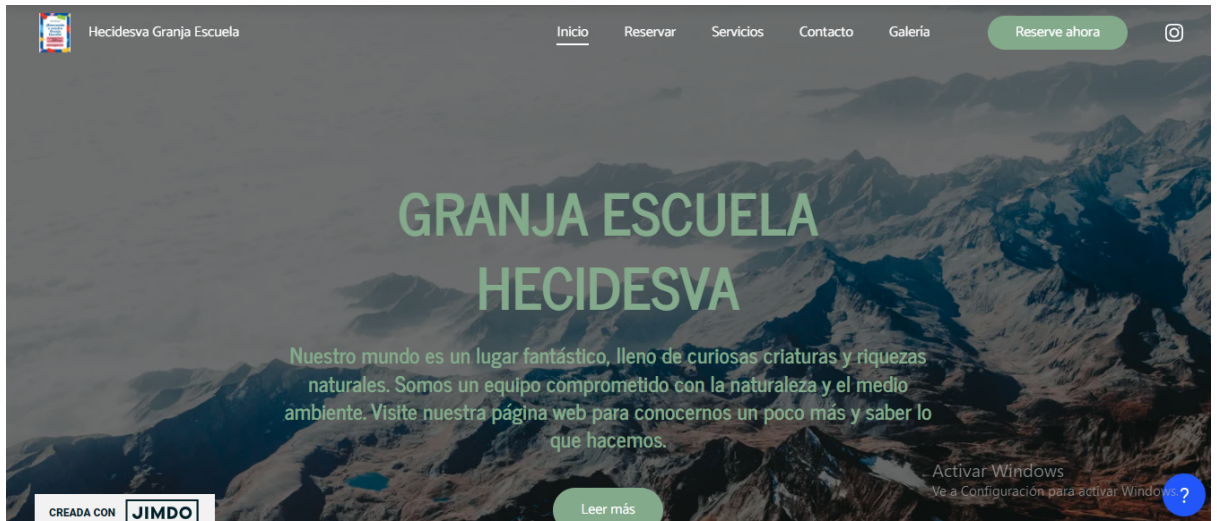 Hecidesva Granja Escuela
Inicio
Reservar
Servicios
Contacto
Galería
Reserve ahora
GRANJA ESCUELA
HECIDESVA
Nuestro mundo es un lugar fantástico, lleno de curiosas criaturas y riquezas
naturales. Somos un equipo comprometido con la naturaleza y el medio
ambiente. Visite nuestra página web para conocernos un poco más y saber lo
que hacemos.
Leer más
Activar Windows
Ve a Configuración para activar Windows.
?
CREADA CON JIMDO